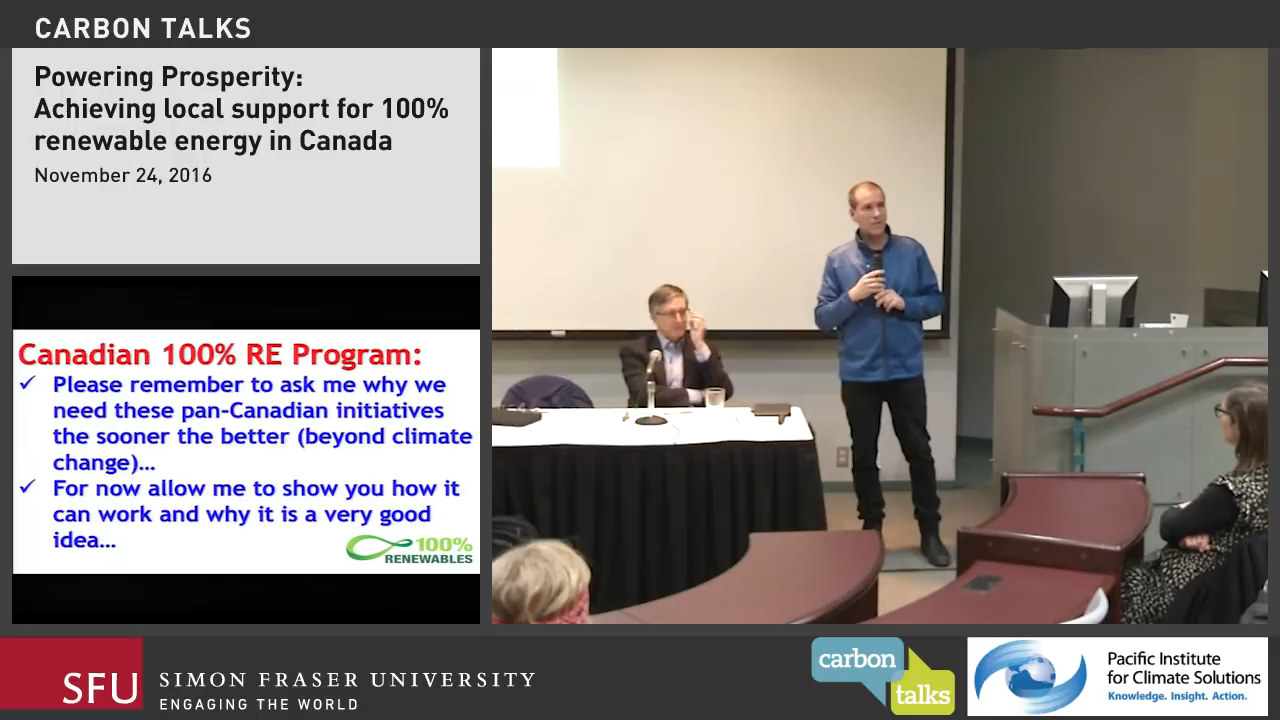 CARBON TALKS
Powering Prosperity:
Achieving local support for 100%
renewable energy in Canada
November 24, 2016
Canadian 100% RE Program:
✓ Please remember to ask me why we
need these pan-Canadian initiatives
the sooner the better (beyond climate
change)…
✓ For now allow me to show you how it
can work and why it is a very good
idea…
100%
RENEWABLES
SFU
SIMON FRASER UNIVERSITY
ENGAGING THE WORLD
carbon
talks
Pacific Institute
for Climate Solutions
Knowledge. Insight. Action.